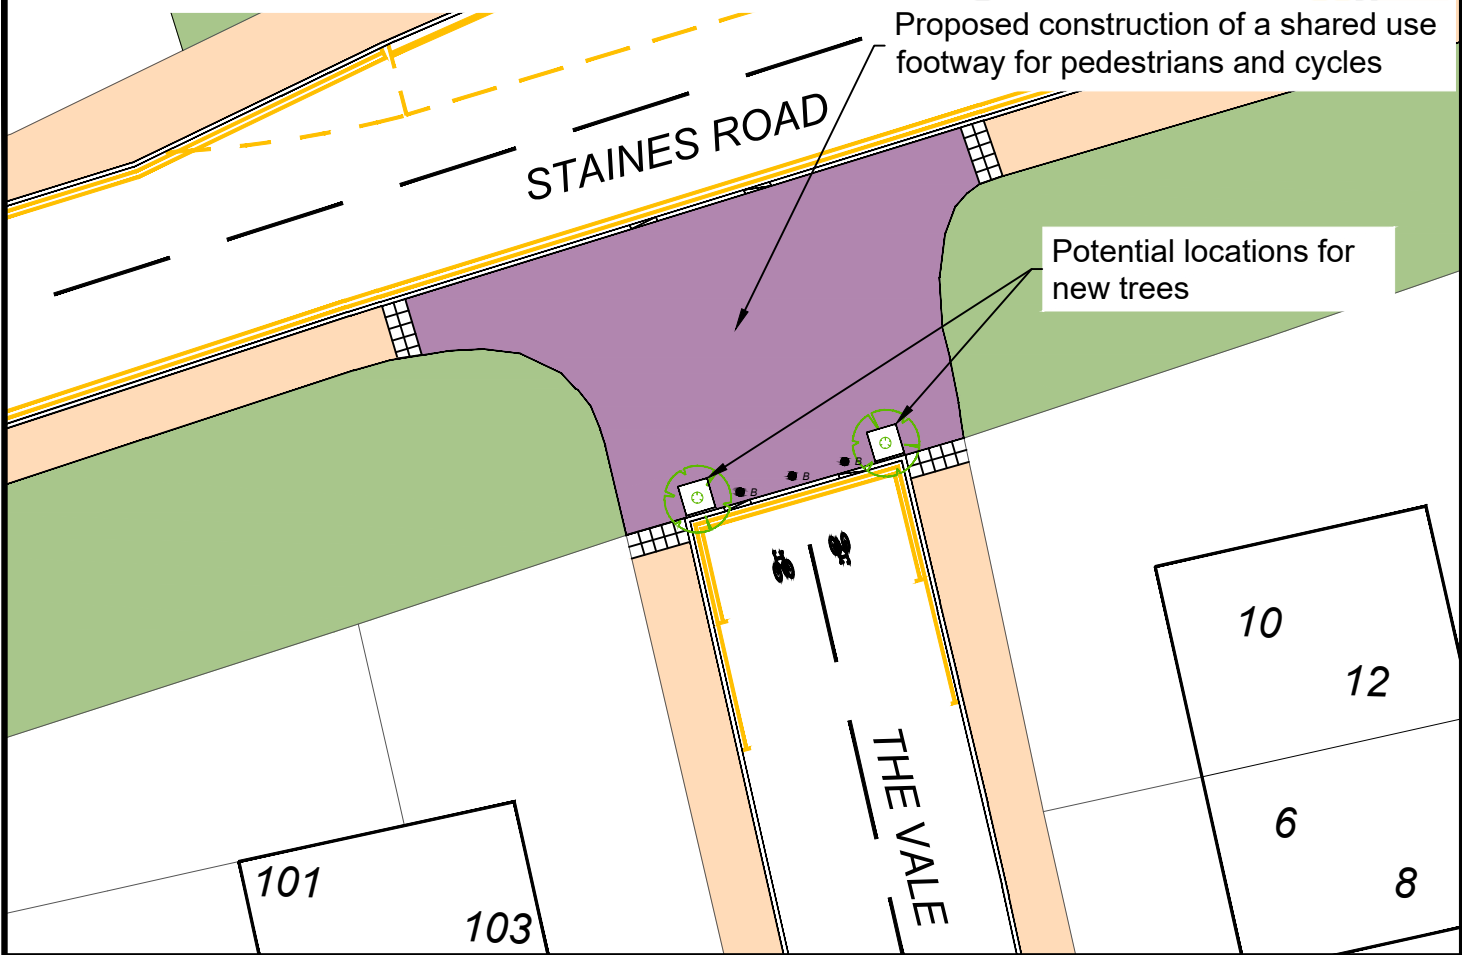 Proposed construction of a shared use
footway for pedestrians and cycles
STAINES ROAD
Potential locations for
new trees
B
B
B
10
12
THE VALE
6
8
101
103